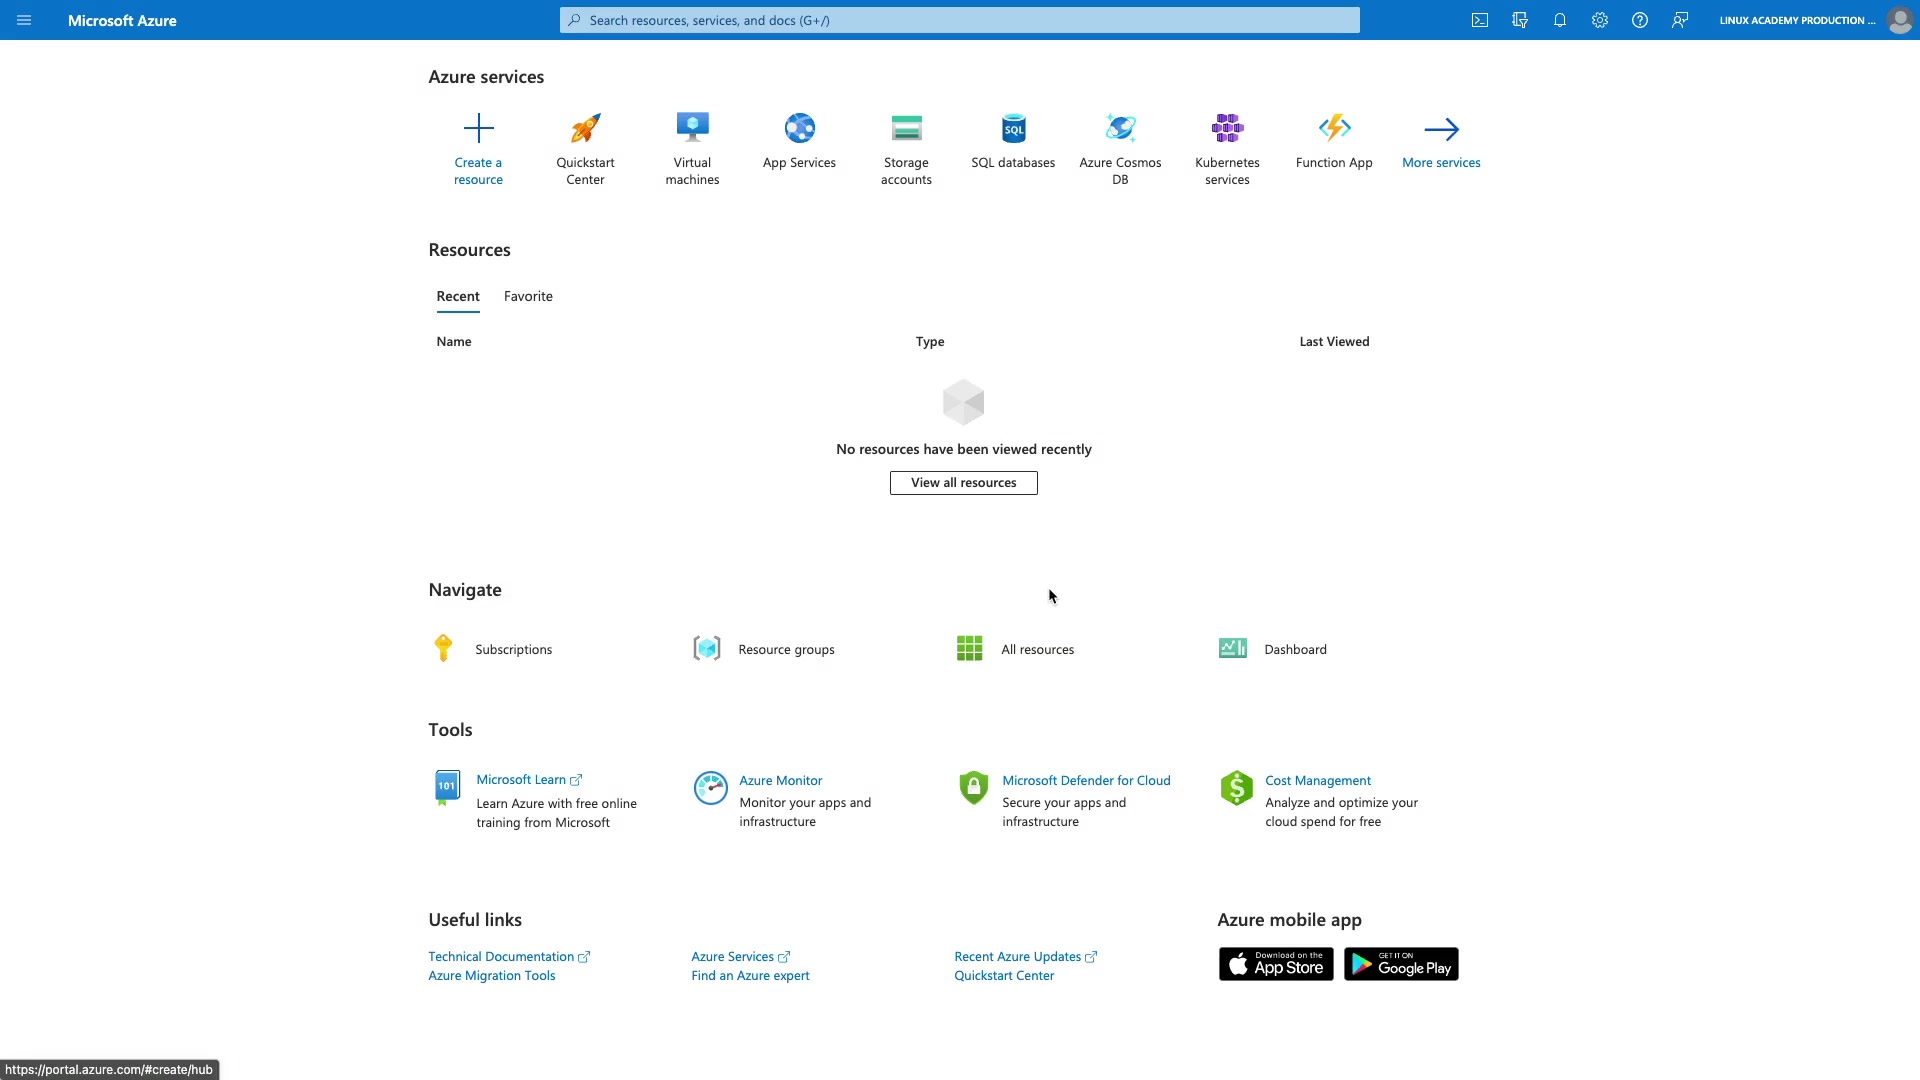 Microsoft Azure
Search resources, services, and docs (G+/)
LINUX ACADEMY PRODUCTION ...
Azure services
Create a
resource
Quickstart
Center
Virtual
machines
App Services
Storage
accounts
SQL
SQL databases
Azure Cosmos
DB
Kubernetes
services
Function App
More services
Resources
Recent
Favorite
Name
Type
Last Viewed
No resources have been viewed recently
View all resources
Navigate
Subscriptions
Resource groups
All resources
Dashboard
Tools
101
Microsoft Learn
Learn Azure with free online
training from Microsoft
Azure Monitor
Monitor your apps and
infrastructure
Microsoft Defender for Cloud
Secure your apps and
infrastructure
Cost Management
Analyze and optimize your
cloud spend for free
Useful links
Technical Documentation
Azure Migration Tools
Azure Services
Find an Azure expert
Recent Azure Updates
Quickstart Center
Azure mobile app
Download on the
App Store
GET IT ON
Google Play
https://portal.azure.com/#create/hub